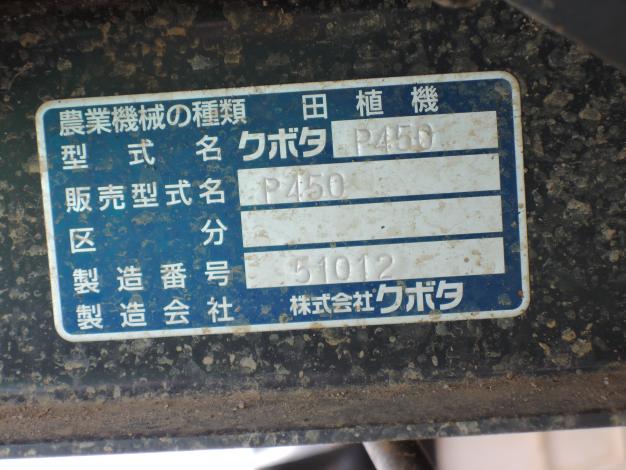 農業機械の種類 田植機
型式名 クボタ P450
販売型式名 P450
区分
製造番号 51012
製造会社 株式会社クボタ